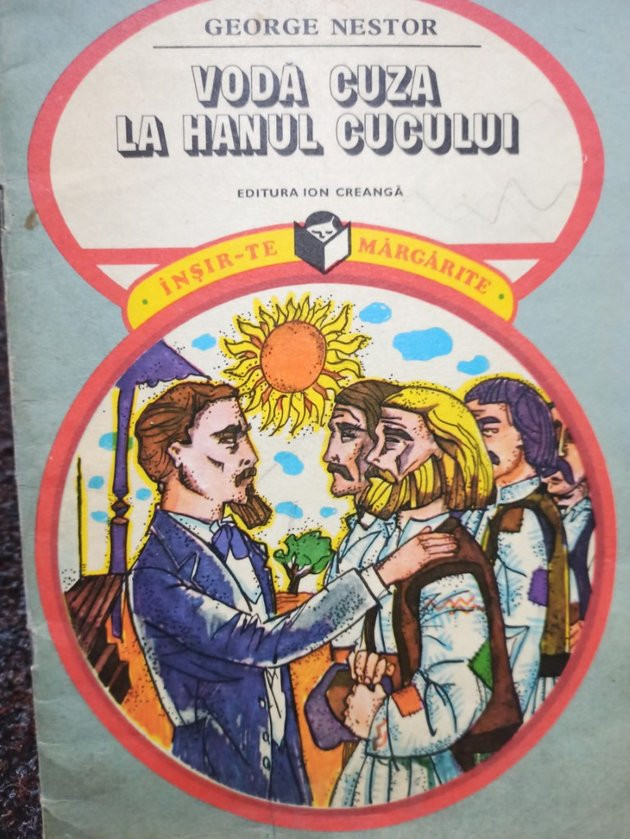 GEORGE NESTOR
VODĂ CUZA
LA HANUL CUCULUI
EDITURA ION CREANGĂ
ÎNȘIR-TE MĂRGĂRITE